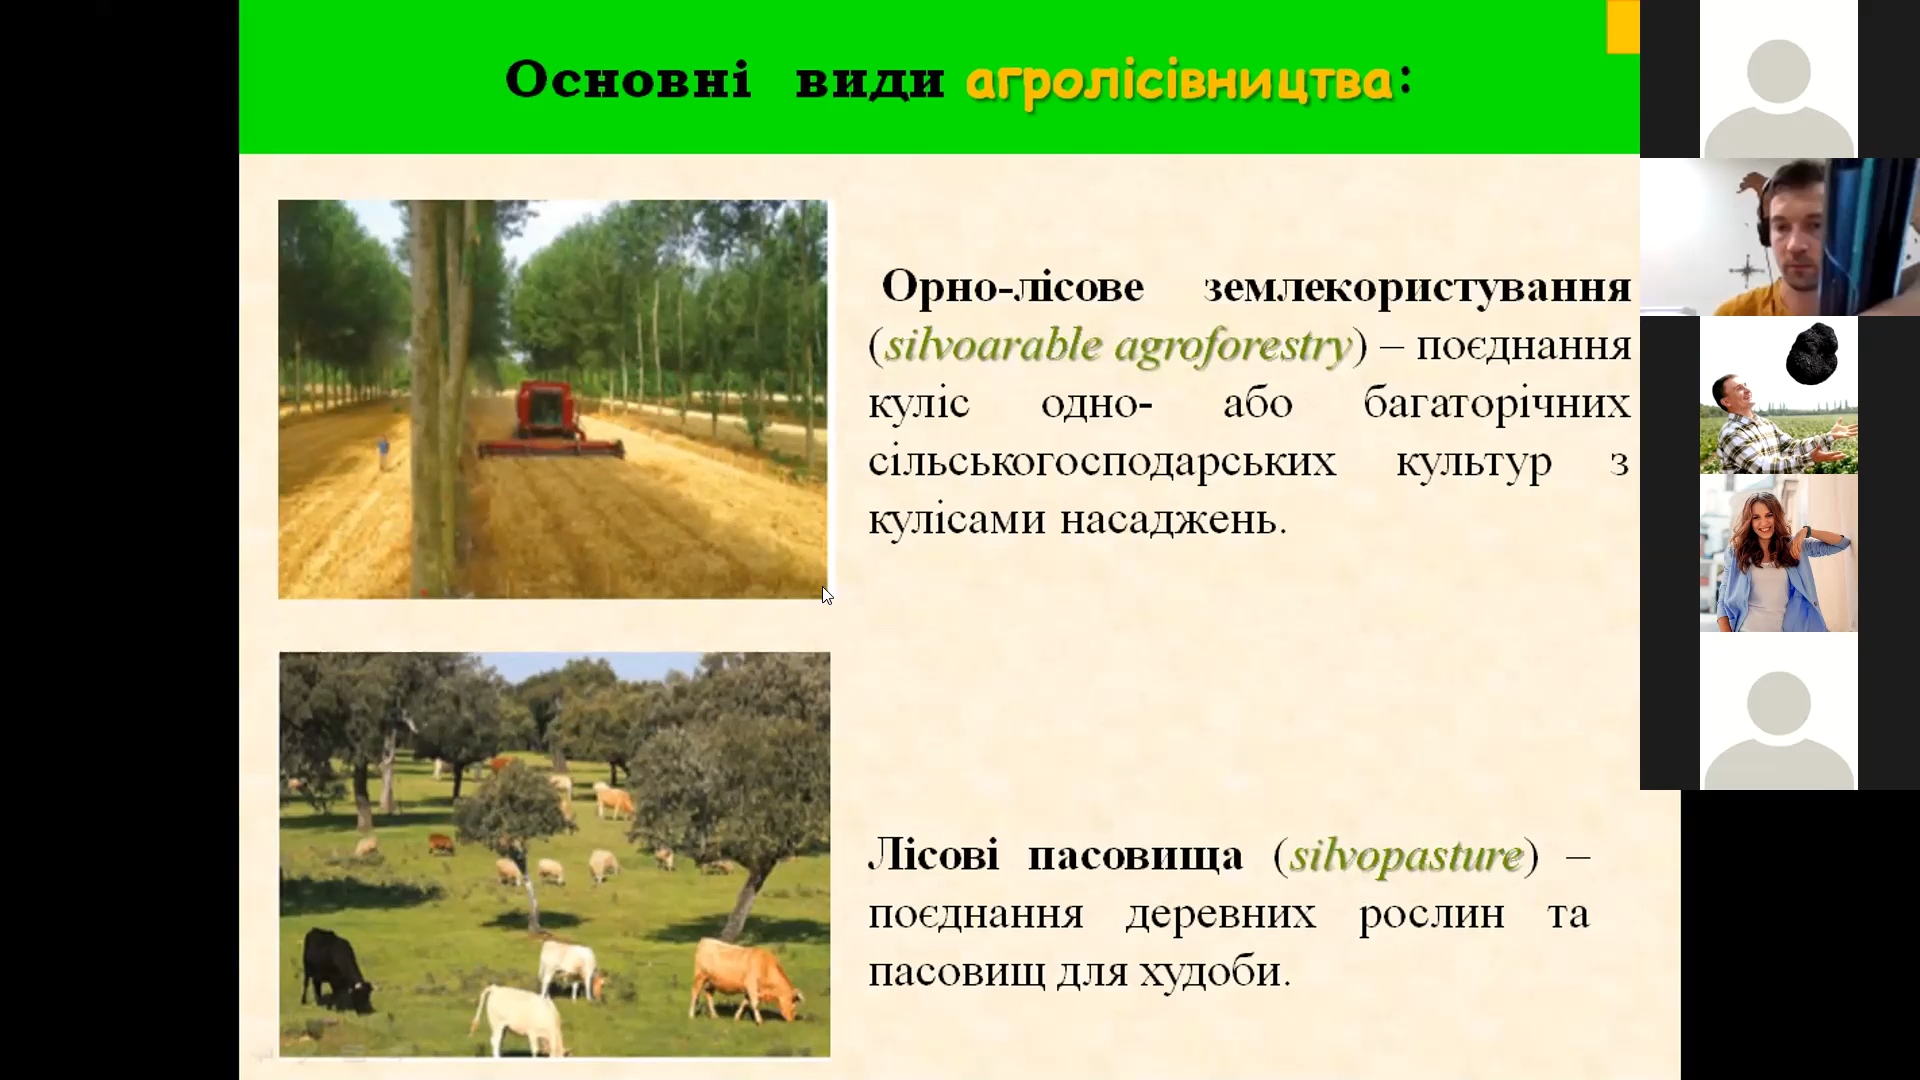 Основні види агролісівництва:
Орно-лісове землекористування
(silvoarable agroforestry) – поєднання
куліс одно- або багаторічних
сільськогосподарських культур з
кулісами насаджень.
Лісові пасовища (silvopasture) –
поєднання деревних рослин та
пасовищ для худоби.